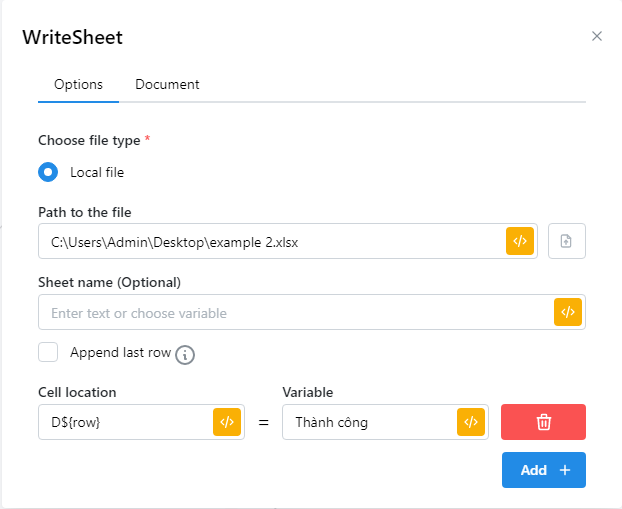 WriteSheet
Options Document
Choose file type *
Local file
Path to the file
C:\Users\Admin\Desktop\example 2.xlsx </>
Sheet name (Optional)
Enter text or choose variable </>
Append last row i
Cell location Variable
D${row} </> = Thành công </>
Add +